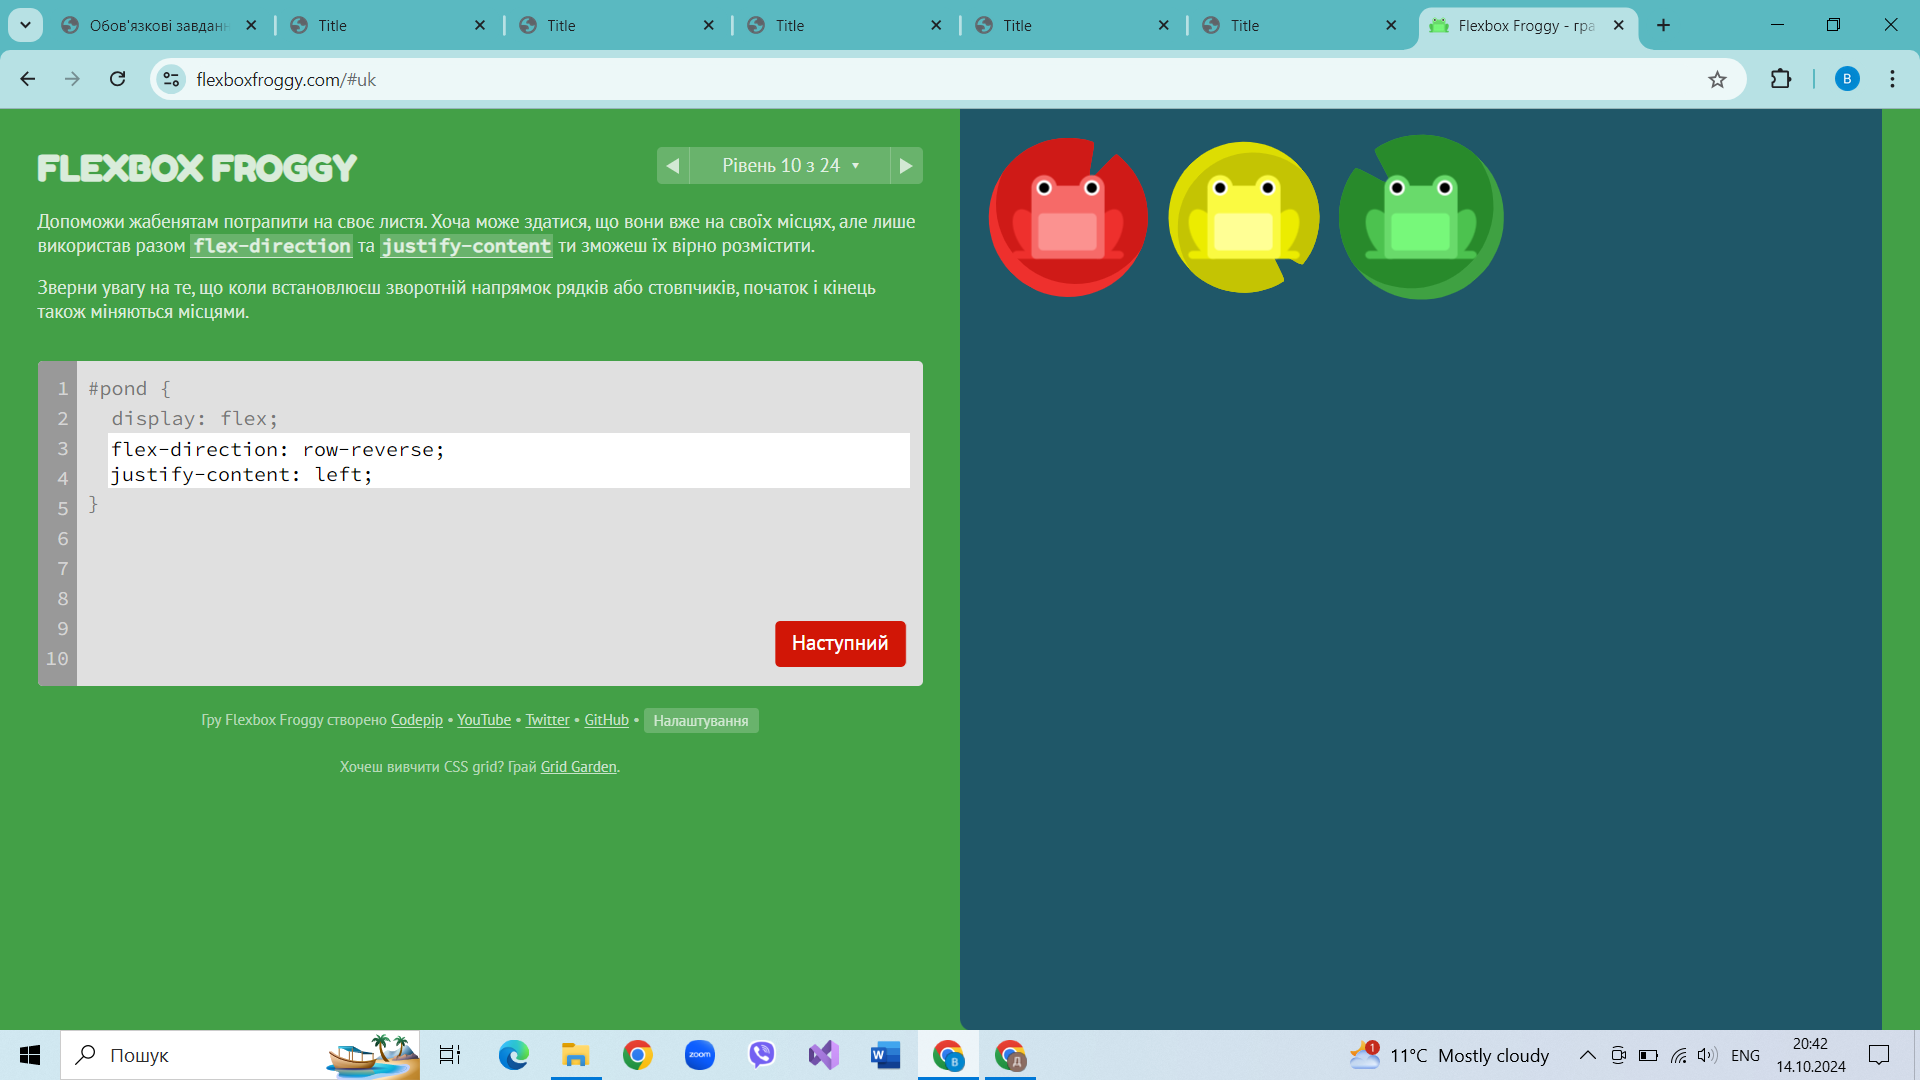 Обов'язкові завдан
Title
Title
Title
Title
Title
Flexbox Froggy - гра
flexboxfroggy.com/#uk
B
FLEXBOX FROGGY
Рівень 10 з 24
Допоможи жабенятам потрапити на своє листя. Хоча може здатися, що вони вже на своїх місцях, але лише
використав разом flex-direction та justify-content ти зможеш їх вірно розмістити.
Зверни увагу на те, що коли встановлюєш зворотній напрямок рядків або стовпчиків, початок і кінець
також міняються місцями.
1 #pond {
2 display: flex;
3 flex-direction: row-reverse;
4 justify-content: left;
5 }
6
7
8
9
10
Наступний
Гру Flexbox Froggy створено Codepip • YouTube • Twitter • GitHub • Налаштування
Хочеш вивчити CSS grid? Грай Grid Garden.
Пошук
zoom
W
B
Д
1
11°C Mostly cloudy
ENG
20:42
14.10.2024